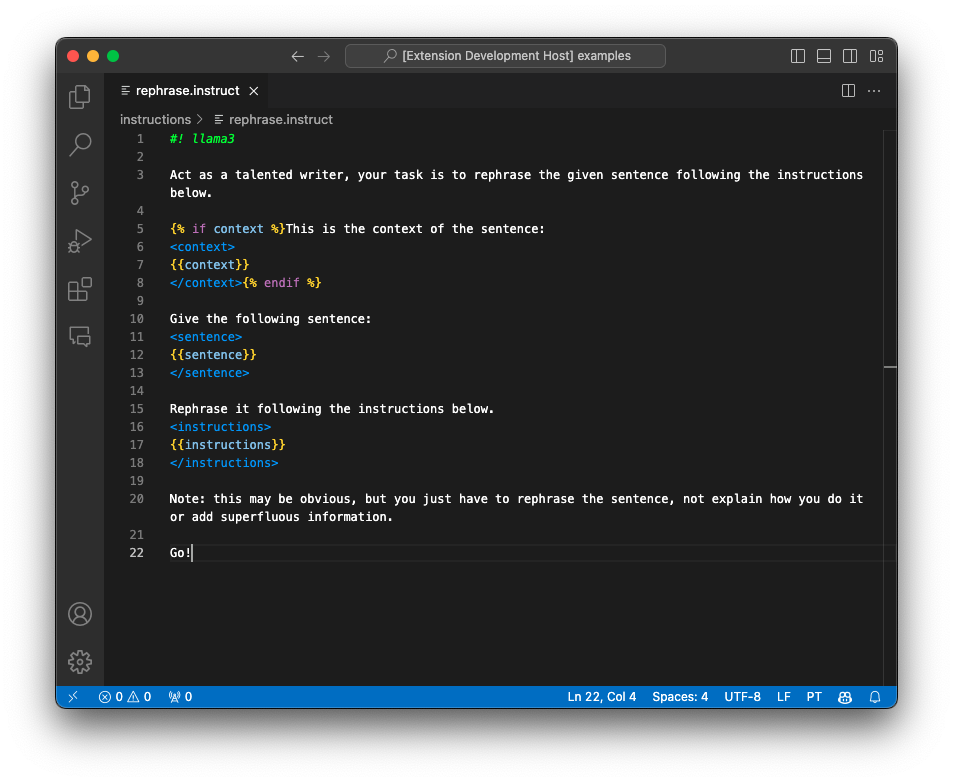 [Extension Development Host] examples
rephrase.instruct
instructions > rephrase.instruct
1 #! llama3
2
3 Act as a talented writer, your task is to rephrase the given sentence following the instructions
below.
4
5 {% if context %}This is the context of the sentence:
6 <context>
7 {{context}}
8 </context>{% endif %}
9
10 Give the following sentence:
11 <sentence>
12 {{sentence}}
13 </sentence>
14
15 Rephrase it following the instructions below.
16 <instructions>
17 {{instructions}}
18 </instructions>
19
20 Note: this may be obvious, but you just have to rephrase the sentence, not explain how you do it
or add superfluous information.
21
22 Go!
0 0 0 Ln 22, Col 4 Spaces: 4 UTF-8 LF PT